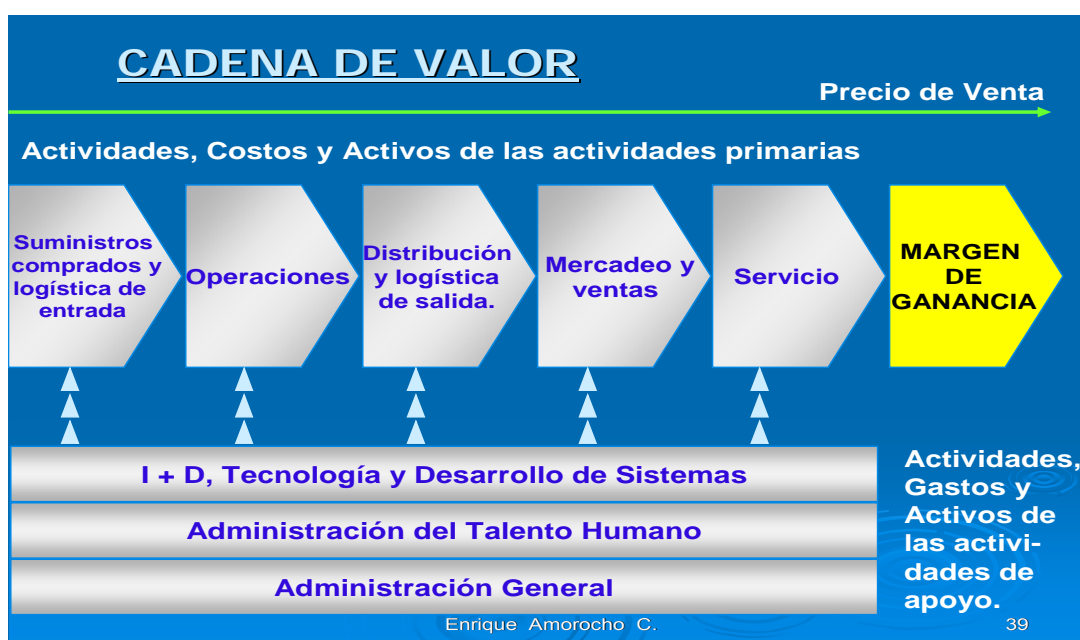 CADENA DE VALOR
Precio de Venta
Actividades, Costos y Activos de las actividades primarias
Suministros
comprados y
logística de
entrada
Operaciones
Distribución
y logística
de salida.
Mercadeo y
ventas
Servicio
MARGEN
DE
GANANCIA
I + D, Tecnología y Desarrollo de Sistemas
Administración del Talento Humano
Administración General
Actividades,
Gastos y
Activos de
las activi-
dades de
apoyo.
Enrique Amorocho C.
39